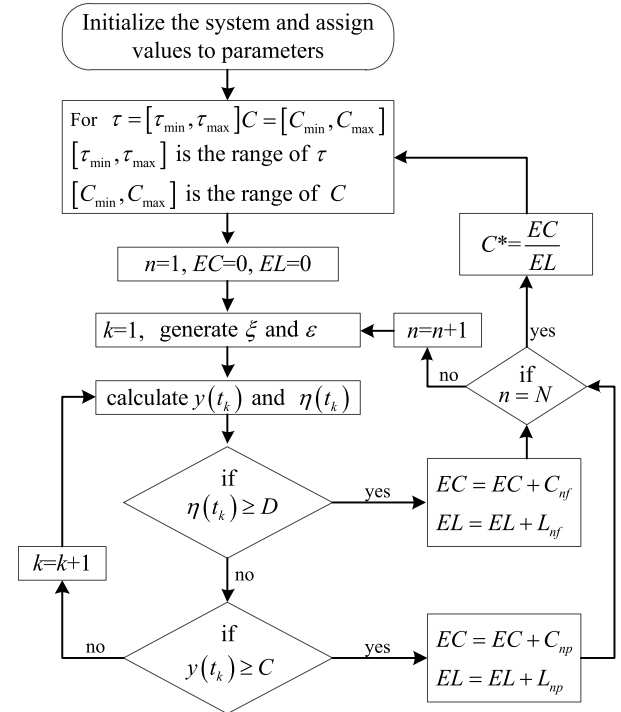 Initialize the system and assign
values to parameters
For τ=[τmin,τmax]C=[Cmin,Cmax]
[τmin,τmax] is the range of τ
[Cmin,Cmax] is the range of C
C*=EC/EL
n=1, EC=0, EL=0
yes
k=1, generate ξ and ε
n=n+1
no
if
n = N
calculate y(tk) and η(tk)
if
η(tk) ≥ D
yes
EC = EC + Cnf
EL = EL + Lnf
k=k+1
no
if
y(tk) ≥ C
no
yes
EC = EC + Cnp
EL = EL + Lnp